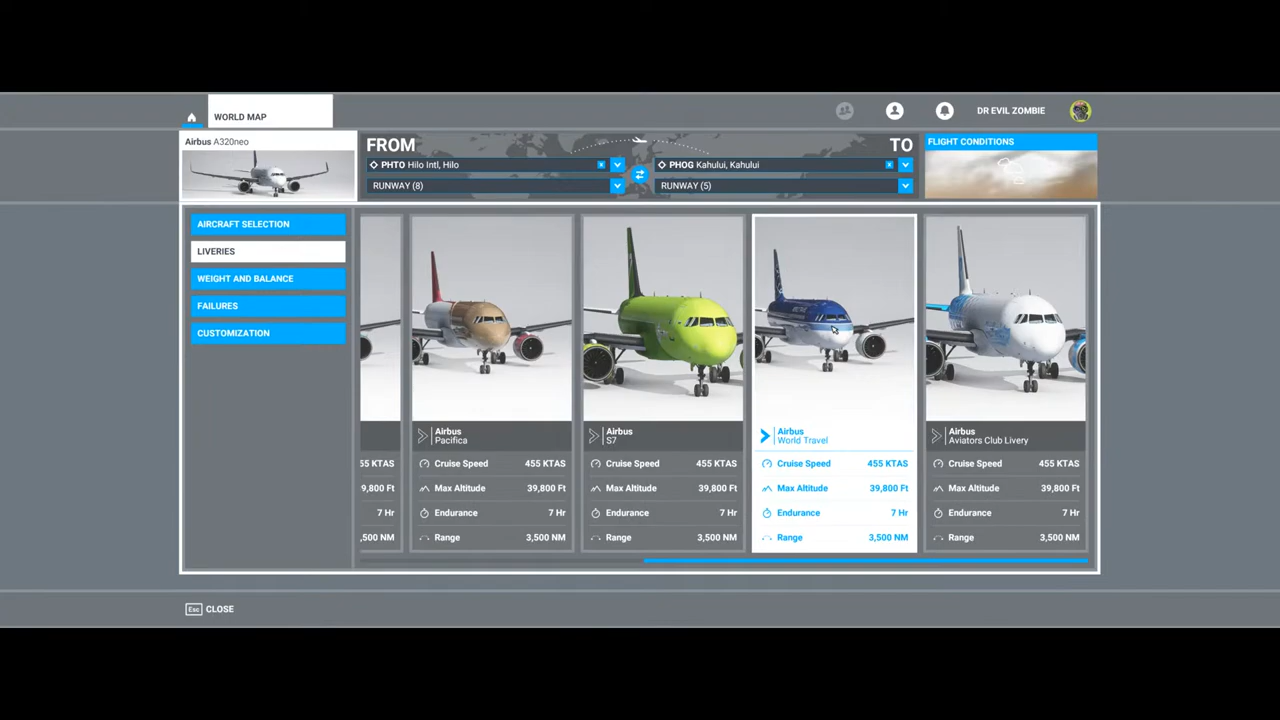 WORLD MAP
DR EVIL ZOMBIE
Airbus A320neo
FROM
TO
PHTO Hilo Intl, Hilo
x
PHOG Kahului, Kahului
x
RUNWAY (8)
RUNWAY (5)
FLIGHT CONDITIONS
AIRCRAFT SELECTION
LIVERIES
WEIGHT AND BALANCE
FAILURES
CUSTOMIZATION
55 KTAS
9,800 Ft
7 Hr
,500 NM
Airbus
Pacifica
Cruise Speed 455 KTAS
Max Altitude 39,800 Ft
Endurance 7 Hr
Range 3,500 NM
Airbus
S7
Cruise Speed 455 KTAS
Max Altitude 39,800 Ft
Endurance 7 Hr
Range 3,500 NM
Airbus
World Travel
Cruise Speed 455 KTAS
Max Altitude 39,800 Ft
Endurance 7 Hr
Range 3,500 NM
Airbus
Aviators Club Livery
Cruise Speed 455 KTAS
Max Altitude 39,800 Ft
Endurance 7 Hr
Range 3,500 NM
Esc CLOSE